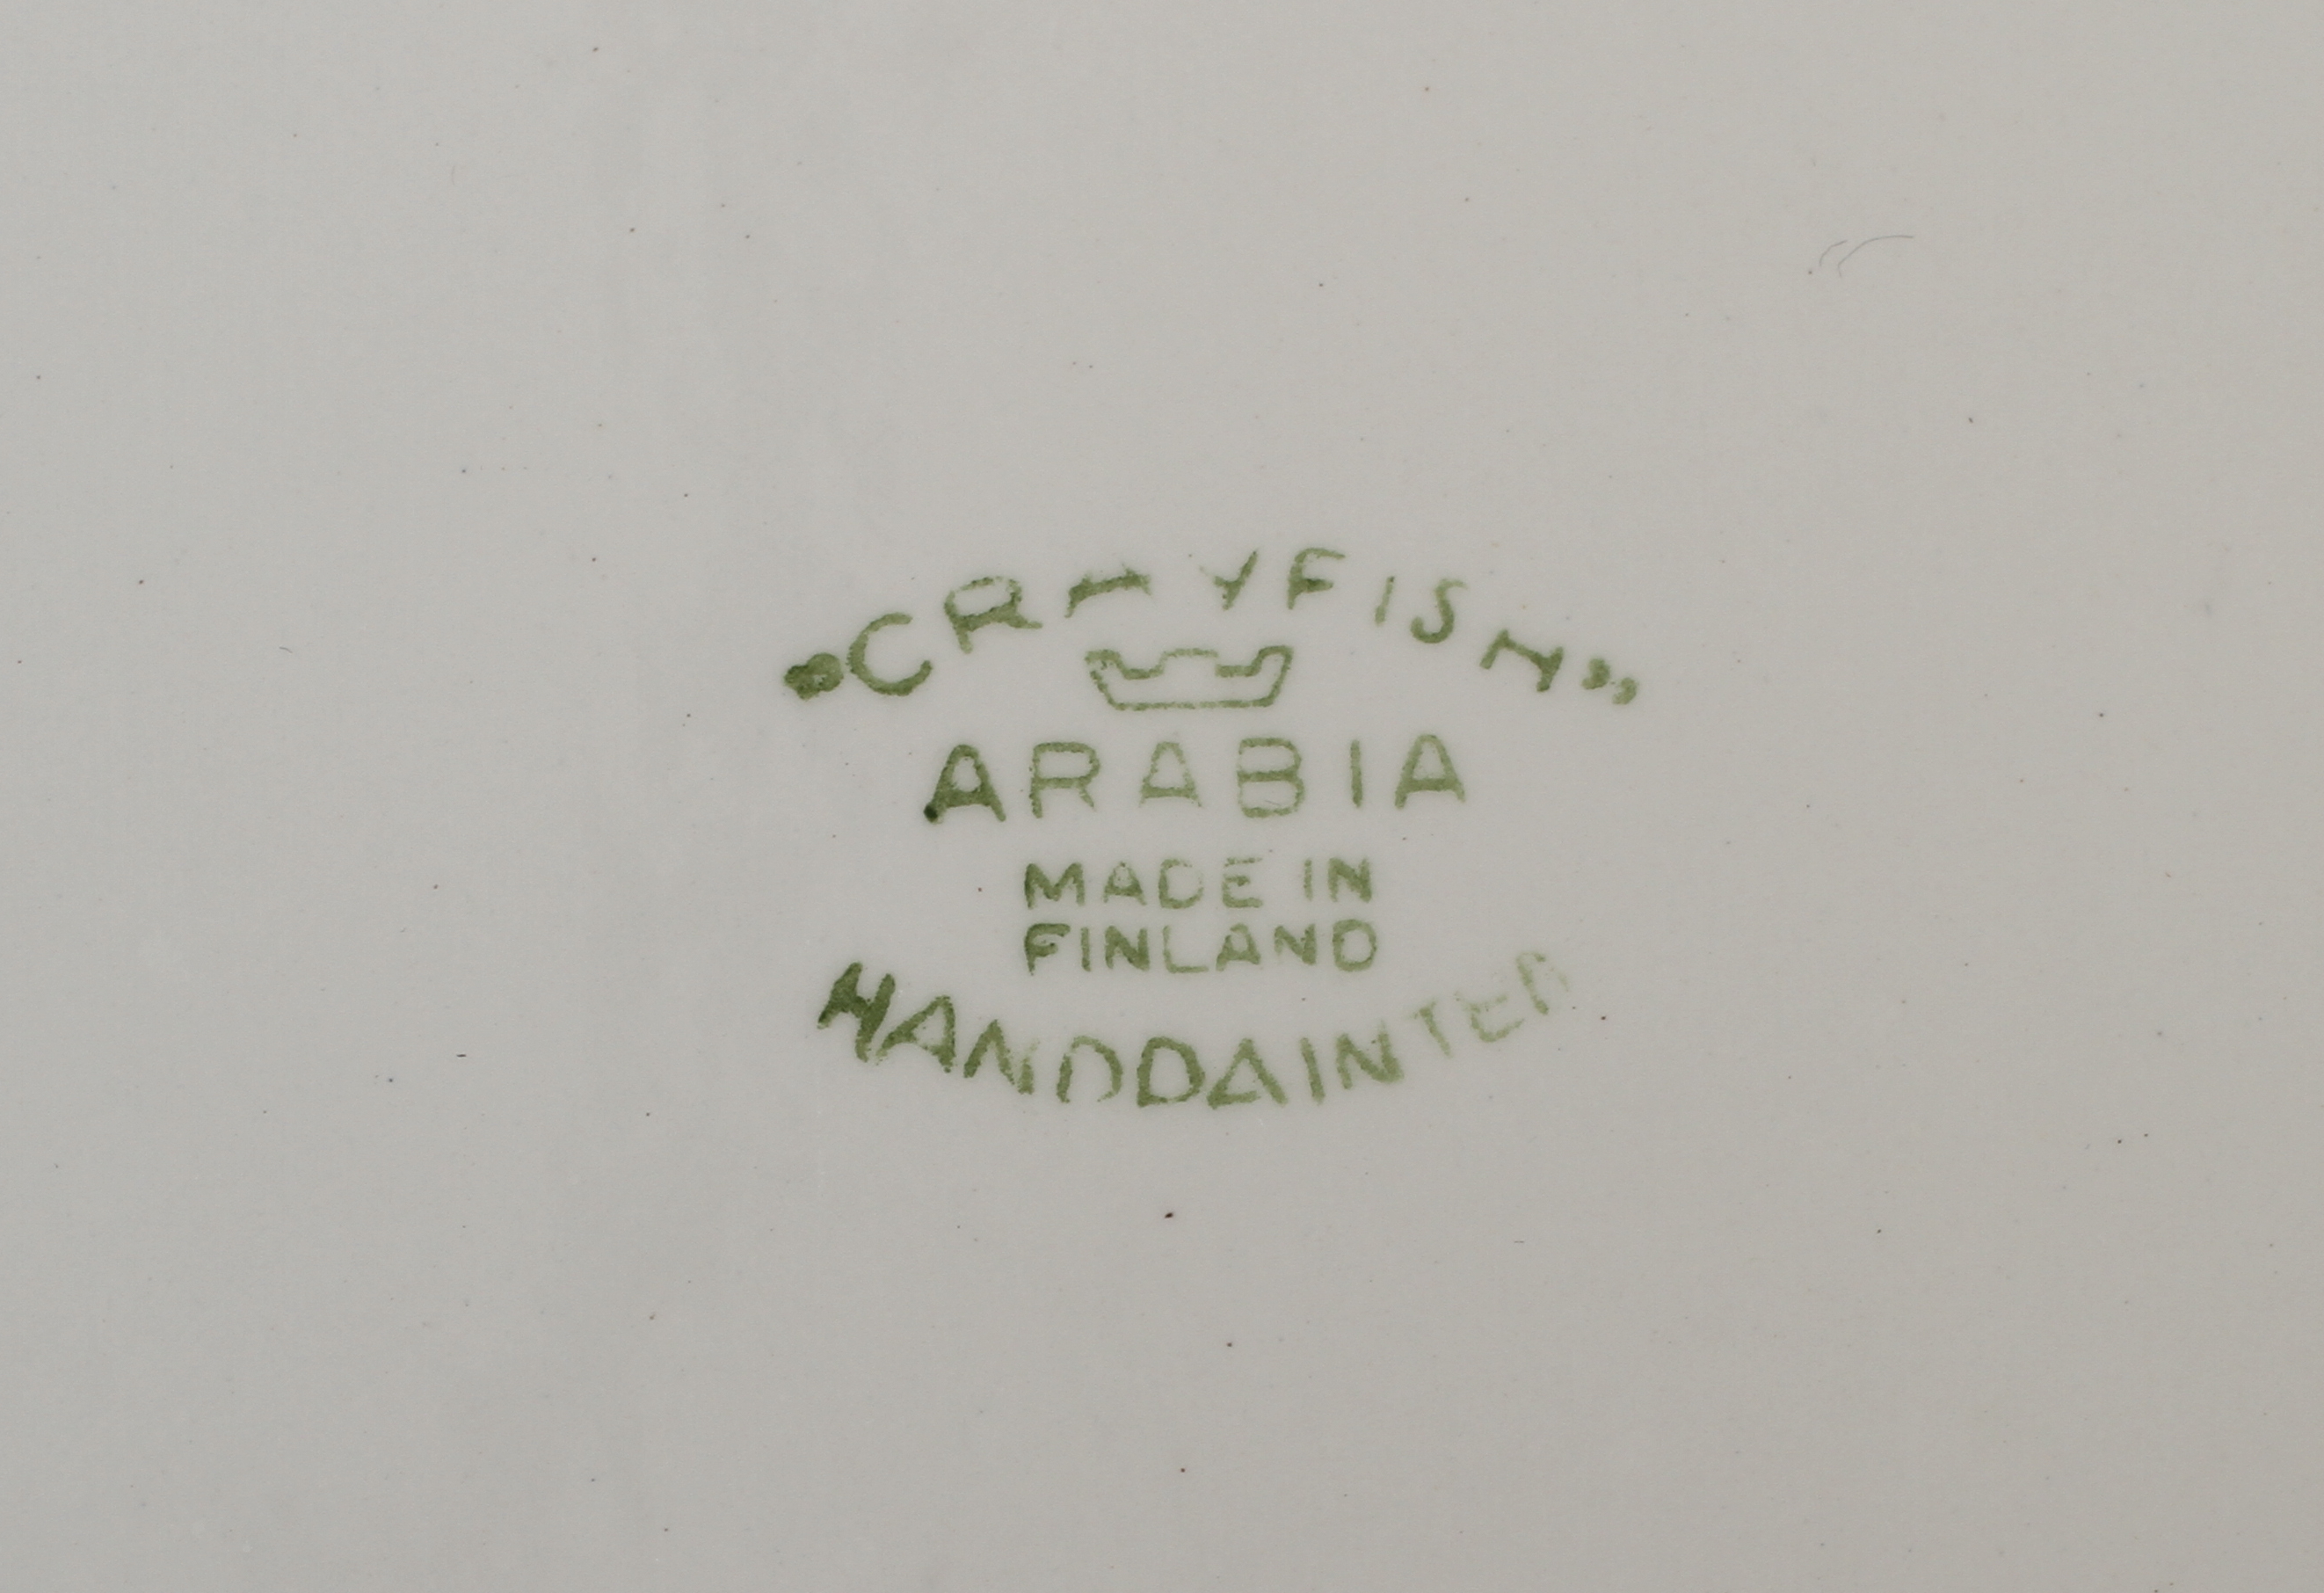 "CRAYFISH"
ARABIA
MADE IN
FINLAND
HANDPAINTED